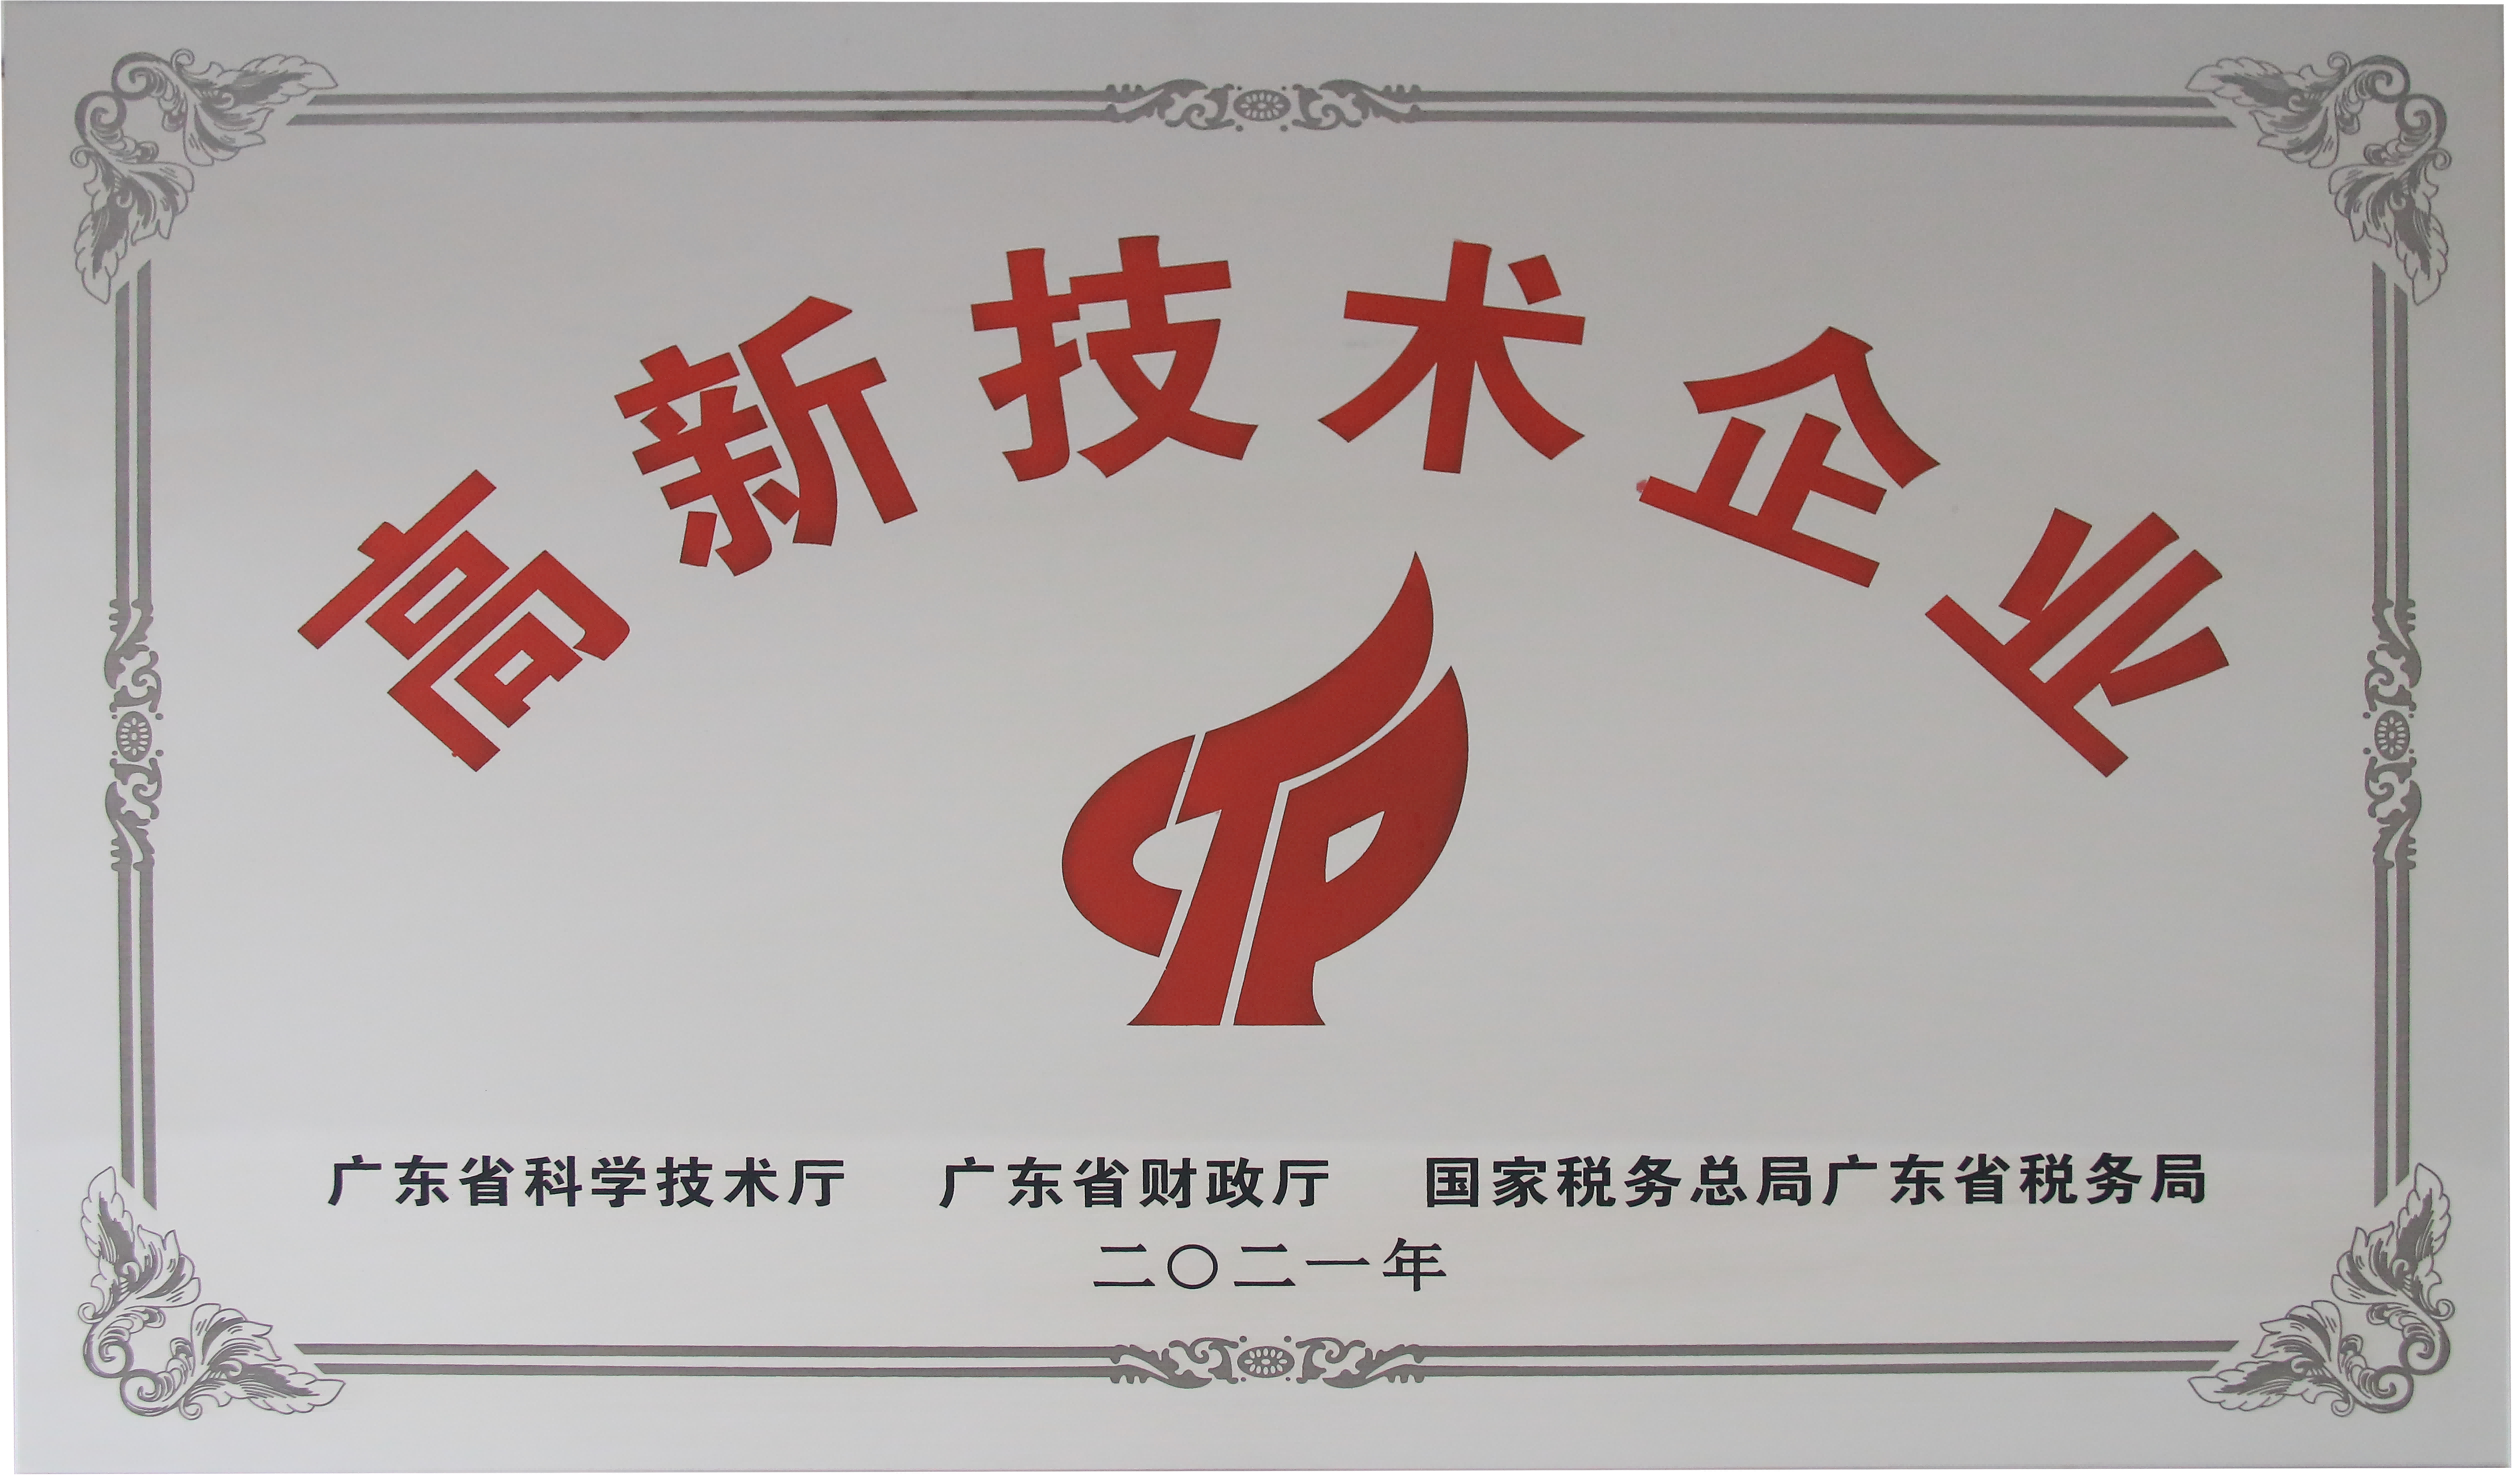 高新技术企业
广东省科学技术厅 广东省财政厅 国家税务总局广东省税务局
二〇二一年